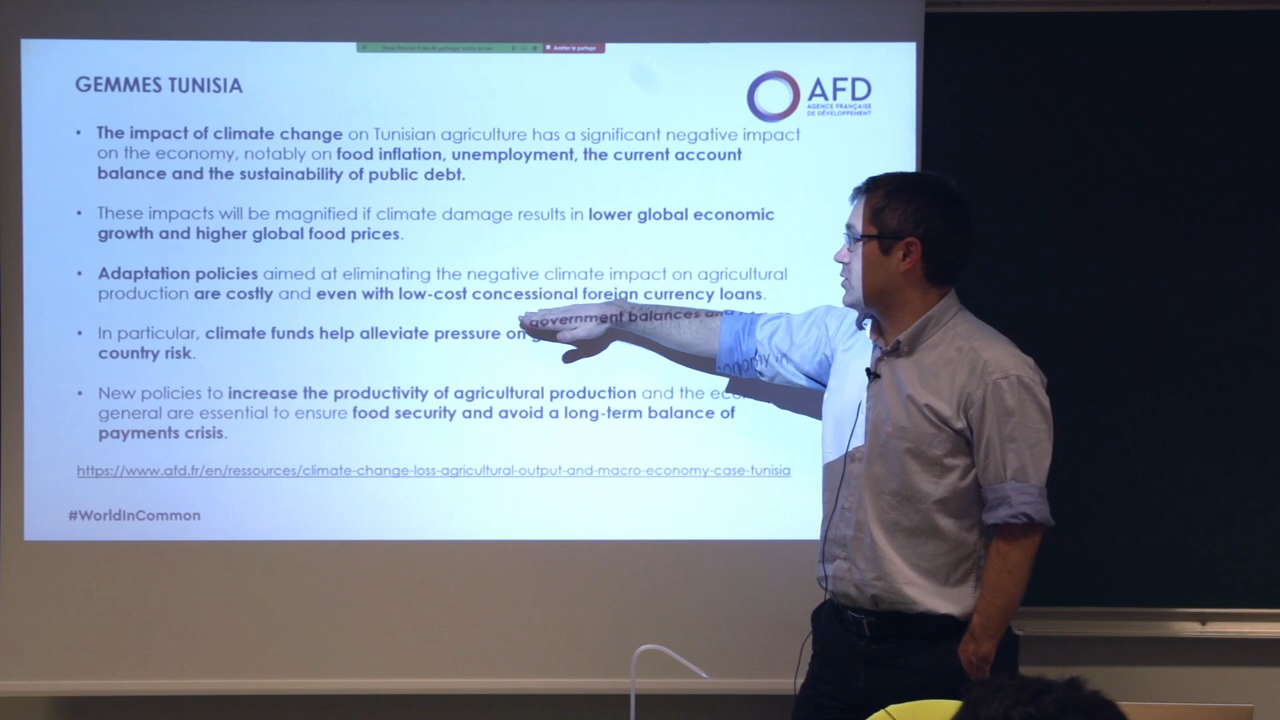 Arrêter le partage
GEMMES TUNISIA
AFD
AGENCE FRANÇAISE
DE DÉVELOPPEMENT
• The impact of climate change on Tunisian agriculture has a significant negative impact
on the economy, notably on food inflation, unemployment, the current account
balance and the sustainability of public debt.
• These impacts will be magnified if climate damage results in lower global economic
growth and higher global food prices.
• Adaptation policies aimed at eliminating the negative climate impact on agricultural
production are costly and even with low-cost concessional foreign currency loans.
• In particular, climate funds help alleviate pressure on government balances and
country risk.
• New policies to increase the productivity of agricultural production and the economy in
general are essential to ensure food security and avoid a long-term balance of
payments crisis.
https://www.afd.fr/en/ressources/climate-change-loss-agricultural-output-and-macro-economy-case-tunisia
#WorldInCommon